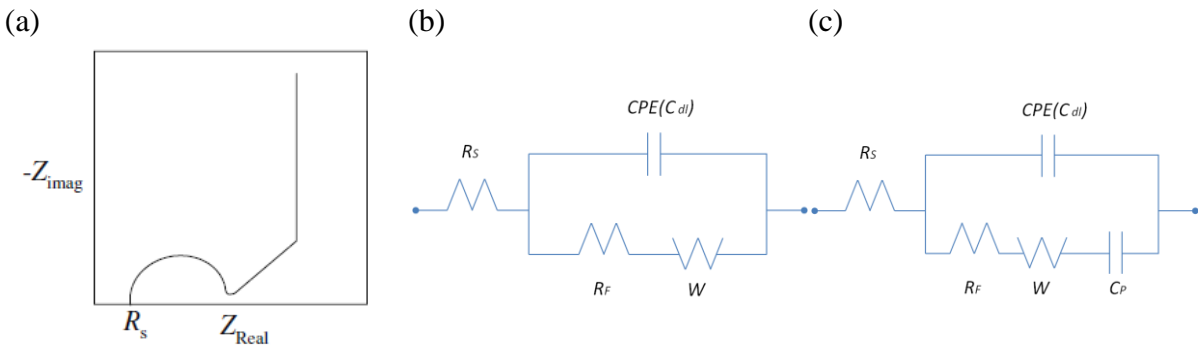 (a)
-Zimag
Rs
ZReal
(b)
CPE(Cdl)
Rs
RF
W
(c)
CPE(Cdl)
Rs
RF
W
CP